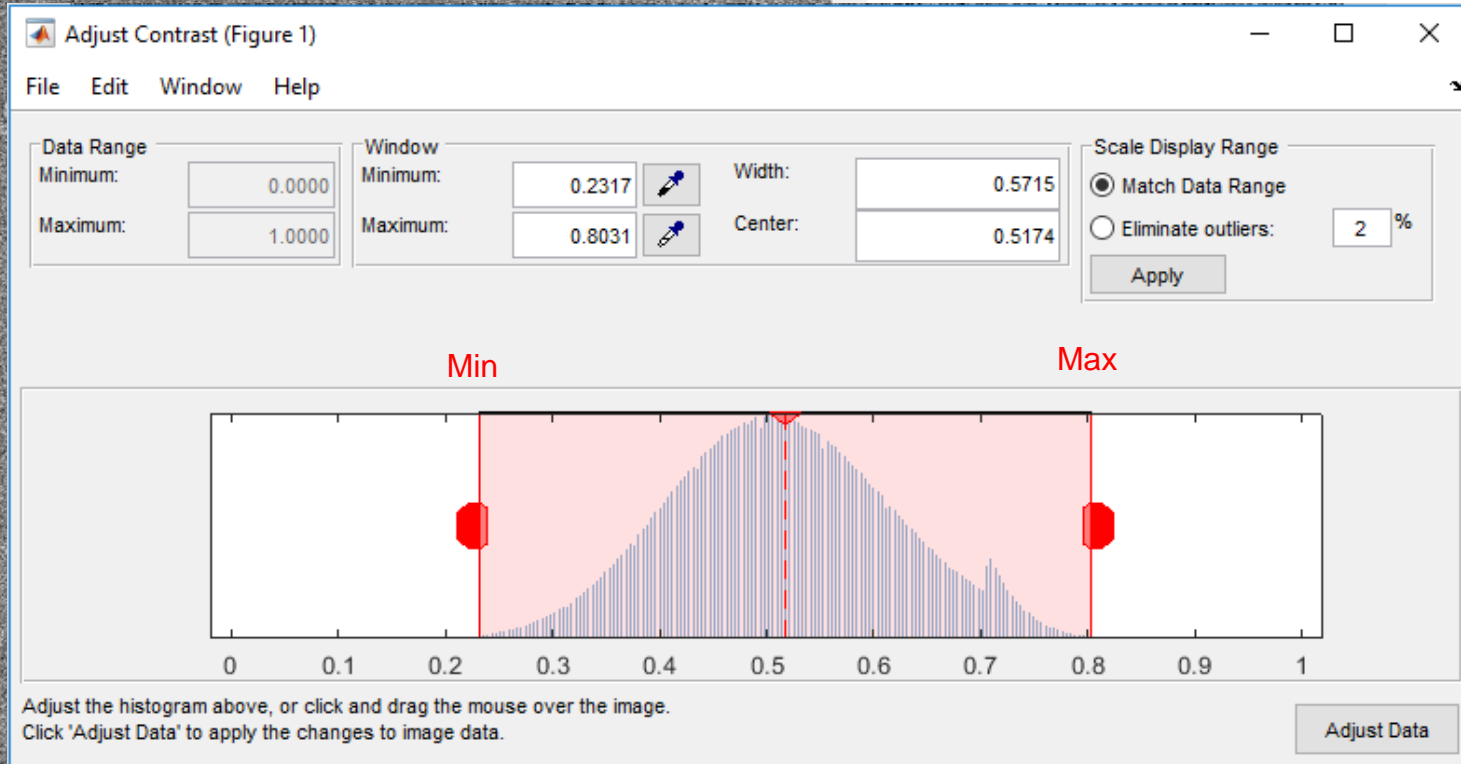 Adjust Contrast (Figure 1)
File Edit Window Help
Data Range
Minimum: 0.0000
Maximum: 1.0000
Window
Minimum: 0.2317
Maximum: 0.8031
Width: 0.5715
Center: 0.5174
Scale Display Range
Match Data Range
Eliminate outliers: 2 %
Apply
Min Max
0 0.1 0.2 0.3 0.4 0.5 0.6 0.7 0.8 0.9 1
Adjust the histogram above, or click and drag the mouse over the image.
Click 'Adjust Data' to apply the changes to image data.
Adjust Data